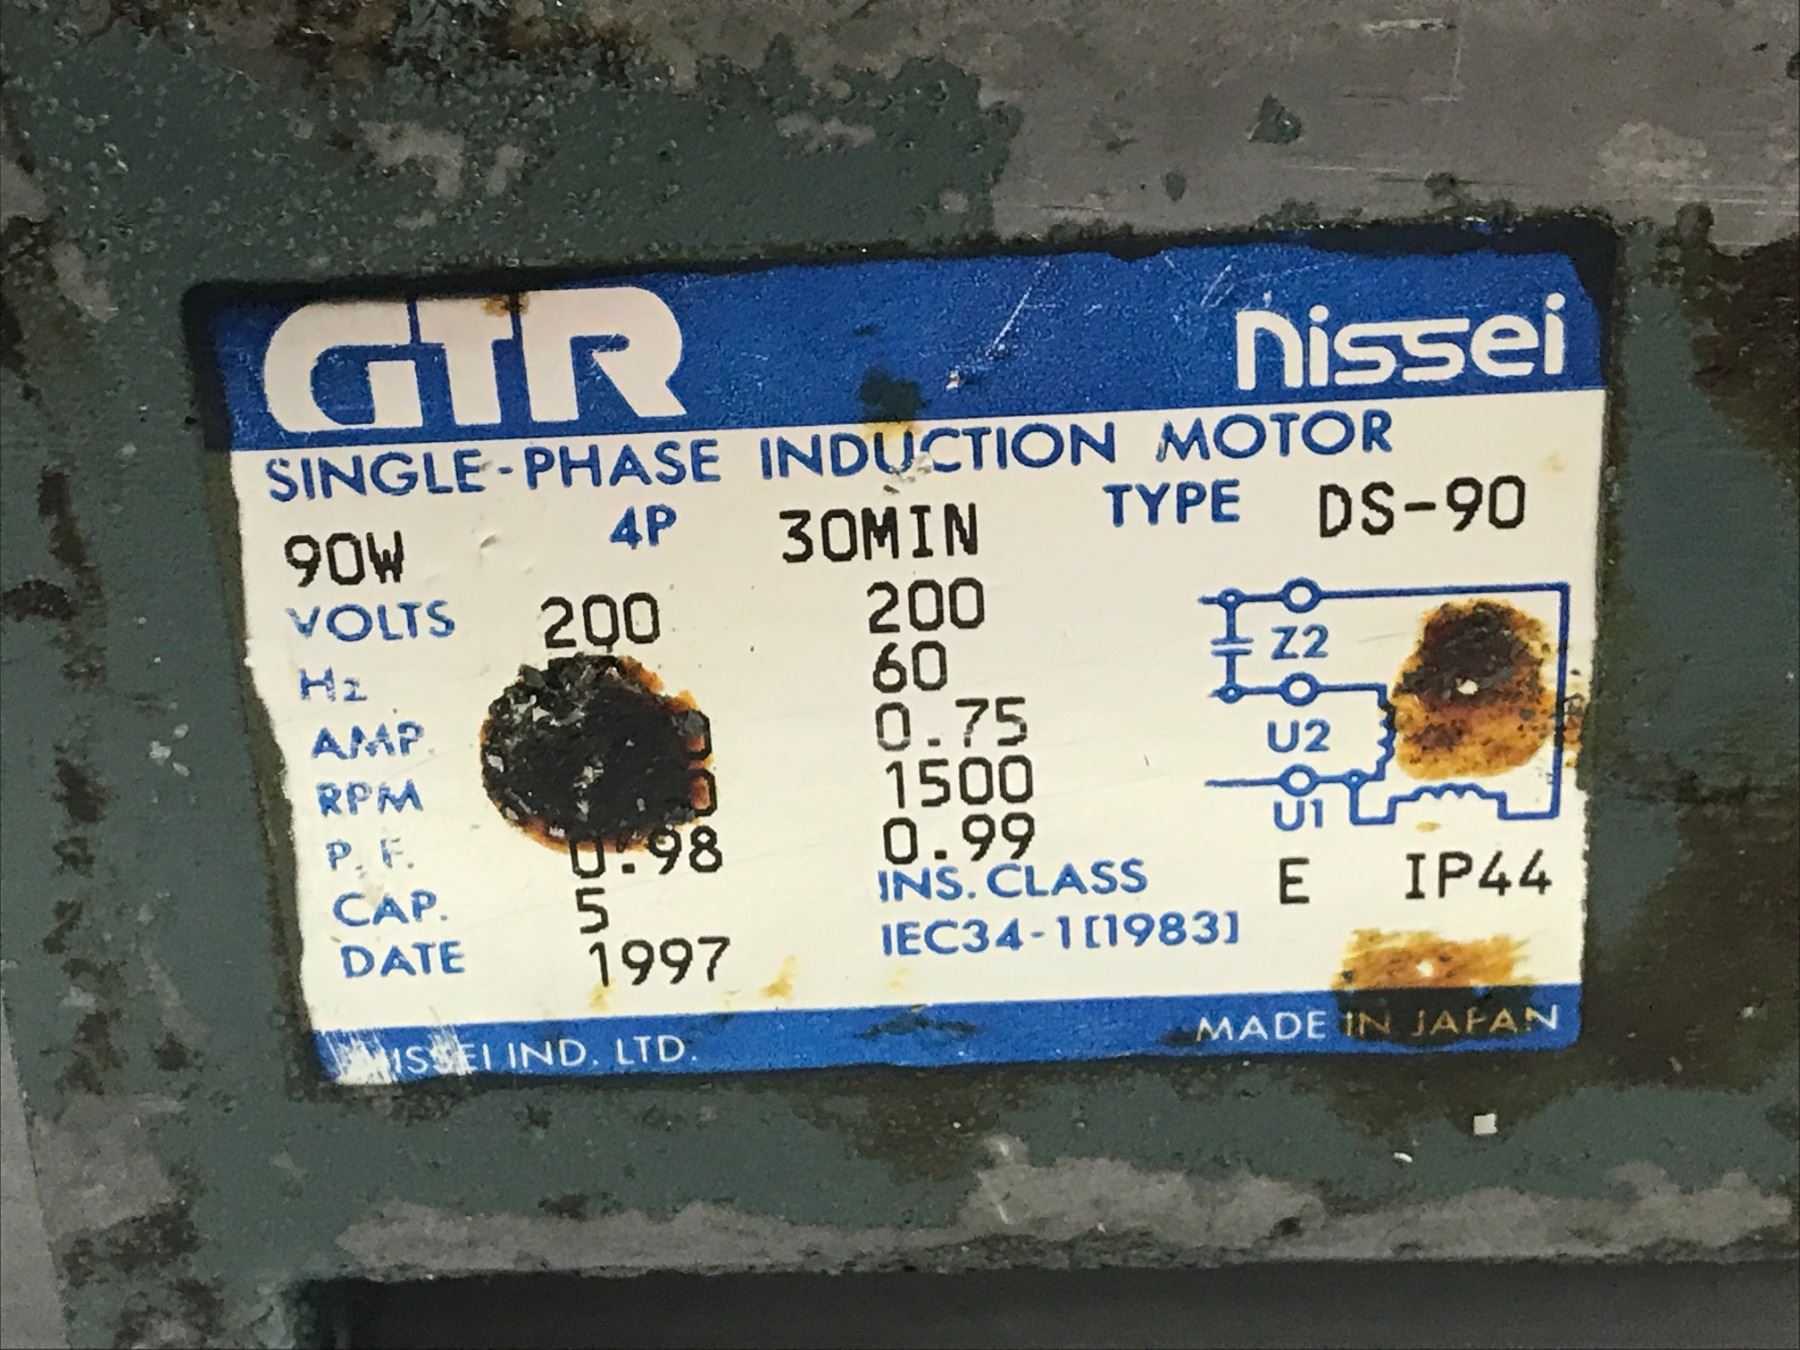 GTR nissei
SINGLE-PHASE INDUCTION MOTOR
90W 4P 30MIN TYPE DS-90
VOLTS 200 200
Hz 60
AMP. 0.75
RPM 1500
P.F. 0.98 0.99
Z2
U2
U1
CAP. 5 INS. CLASS E IP44
DATE 1997 IEC34-1[1983]
NISSEI IND. LTD. MADE IN JAPAN